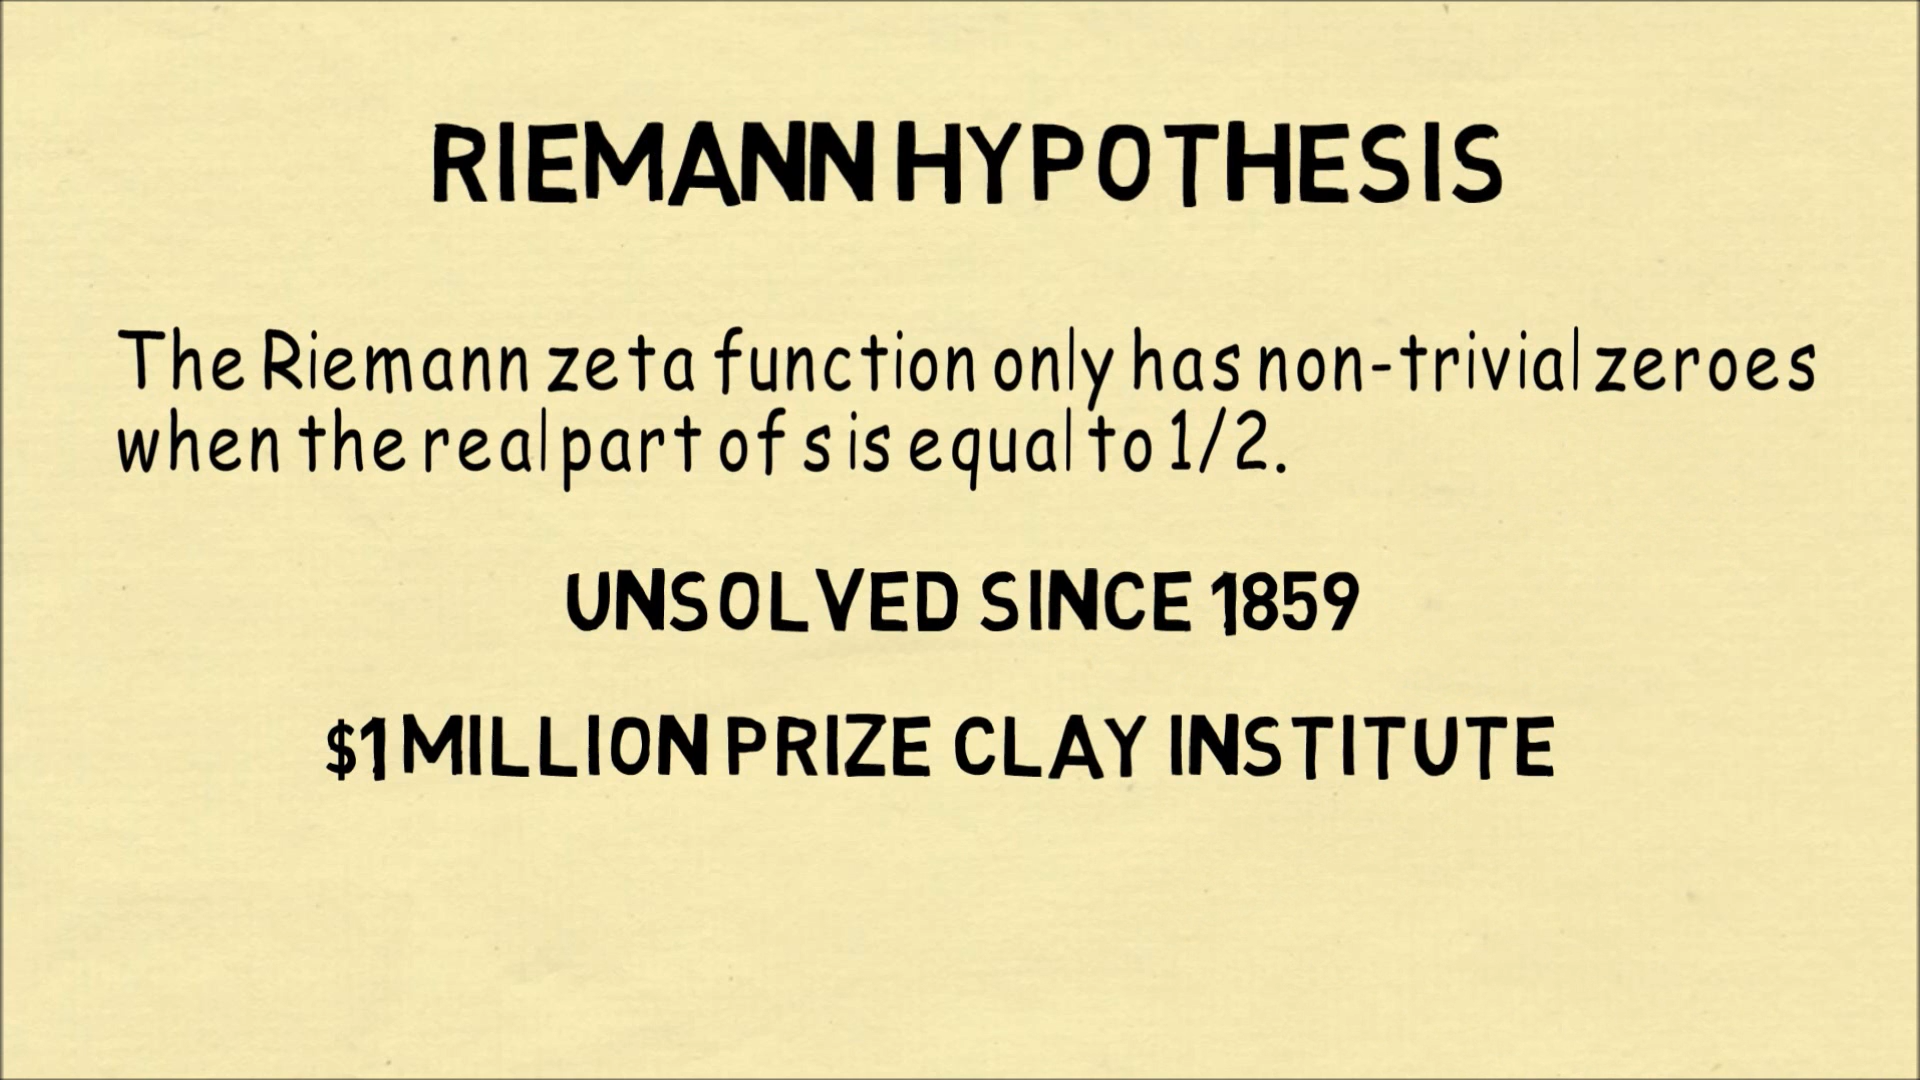 RIEMANN HYPOTHESIS
The Riemann zeta function only has non-trivial zeroes
when the real part of s is equal to 1/2.
UNSOLVED SINCE 1859
$1 MILLION PRIZE CLAY INSTITUTE